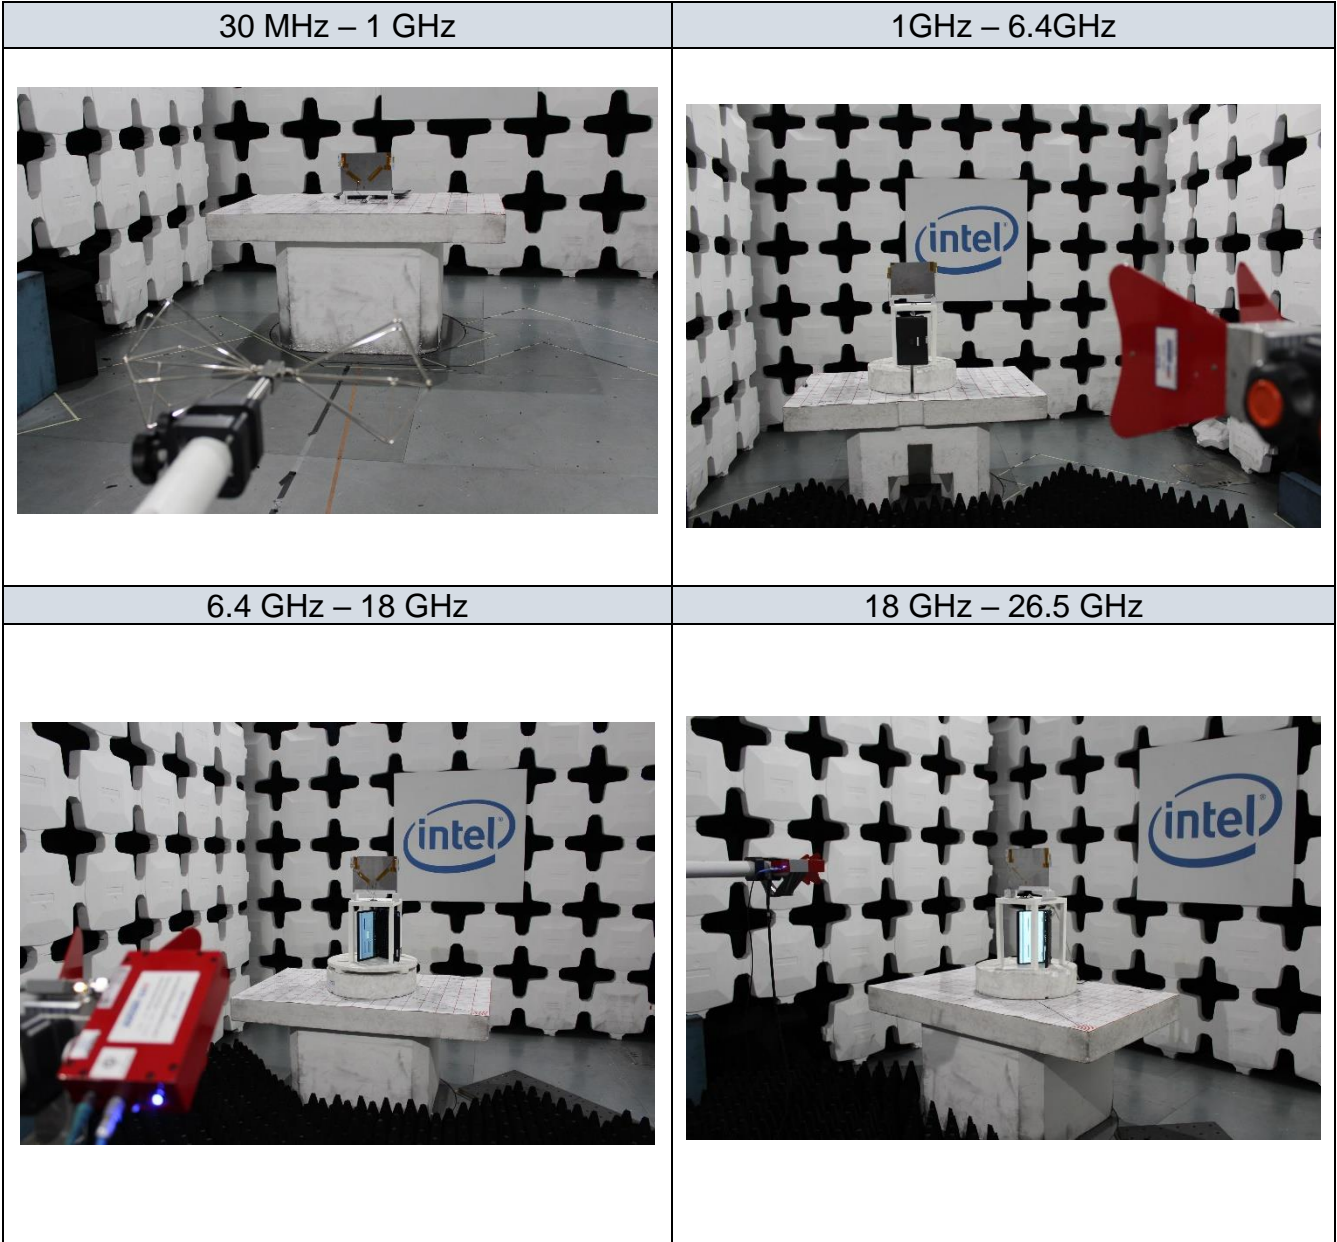 30 MHz – 1 GHz
1GHz – 6.4GHz
intel
6.4 GHz – 18 GHz
18 GHz – 26.5 GHz
intel
intel